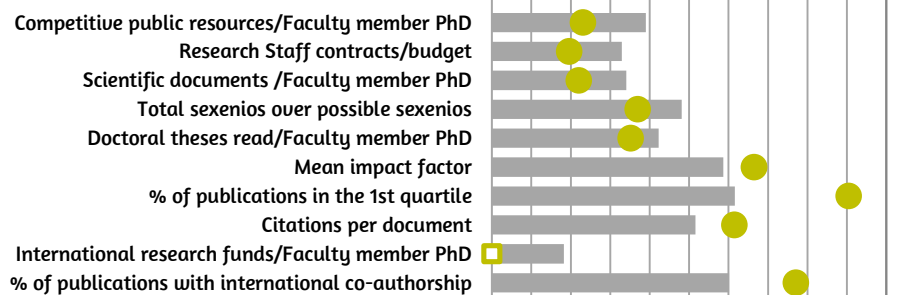 Competitive public resources/Faculty member PhD
Research Staff contracts/budget
Scientific documents /Faculty member PhD
Total sexenios over possible sexenios
Doctoral theses read/Faculty member PhD
Mean impact factor
% of publications in the 1st quartile
Citations per document
International research funds/Faculty member PhD
% of publications with international co-authorship